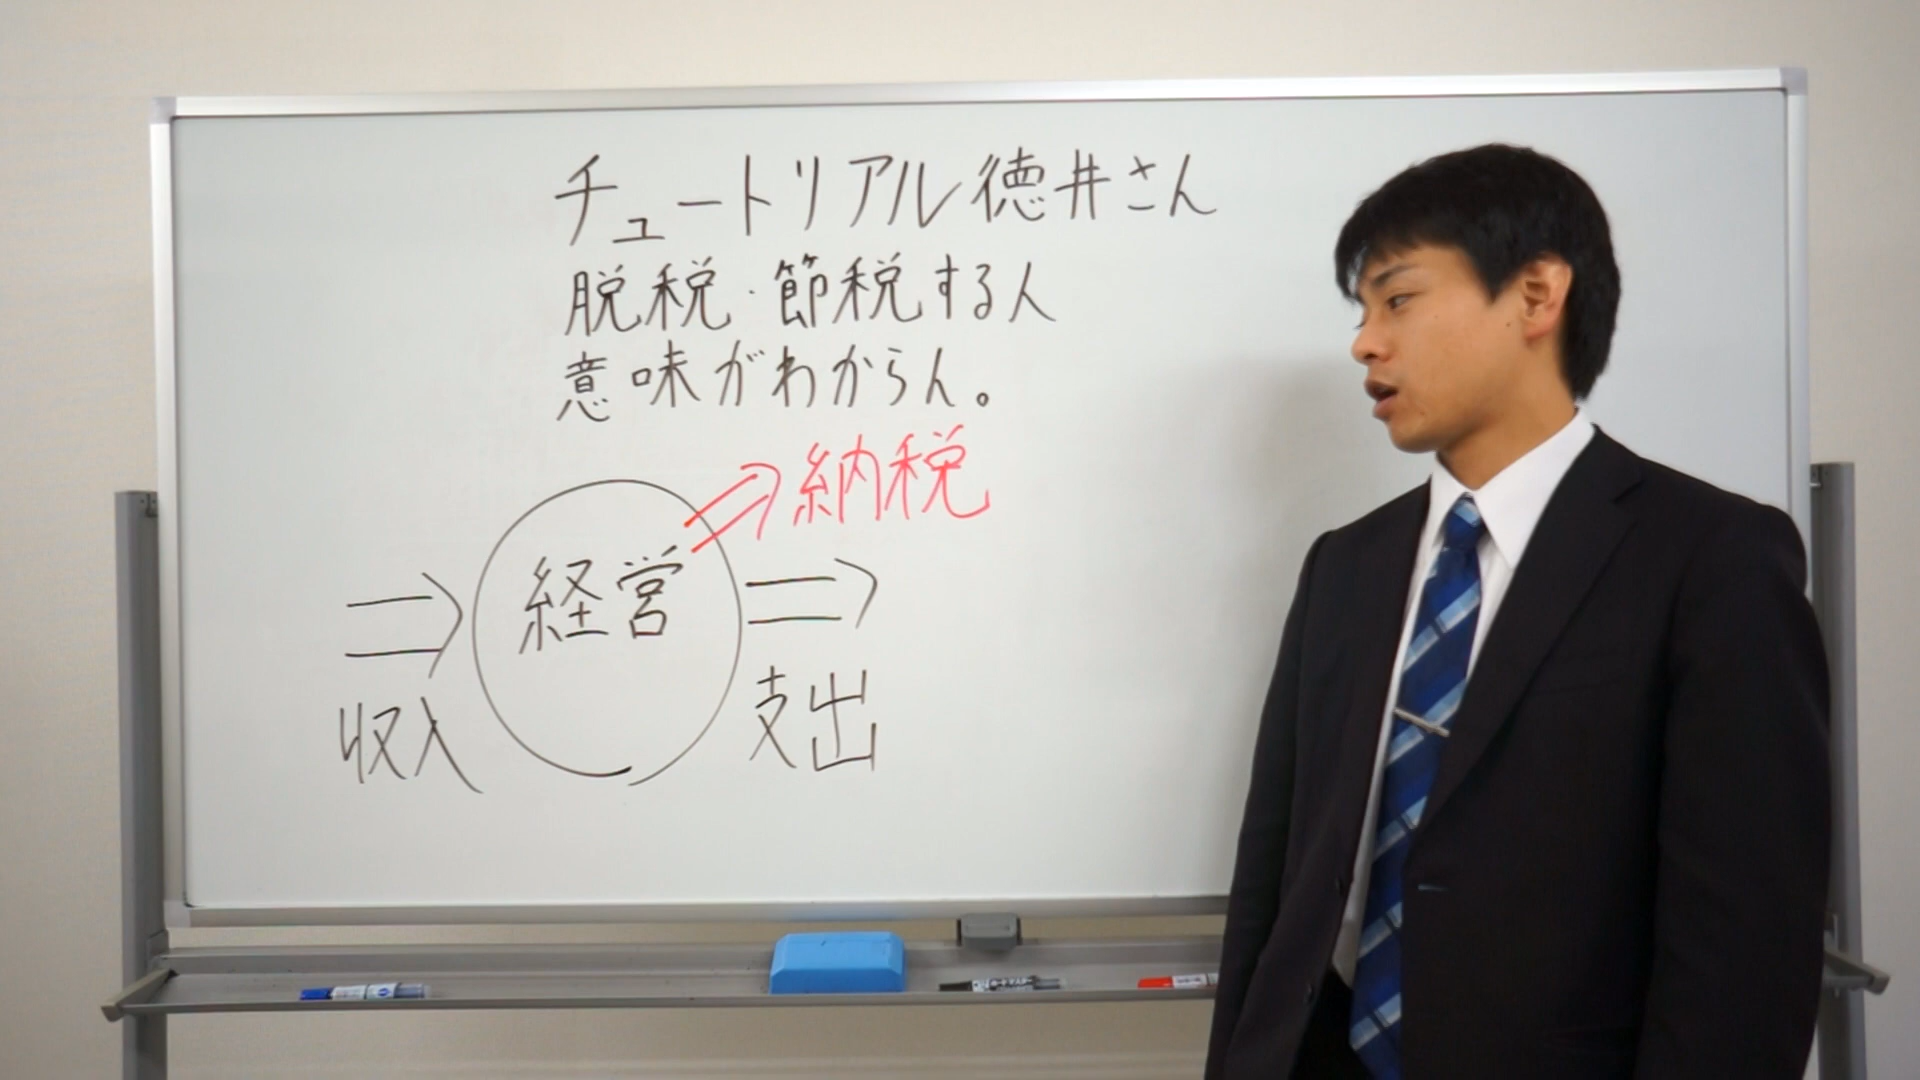 チュートリアル徳井さん
脱税・節税する人
意味がわからん。
納税
経営
収入
支出